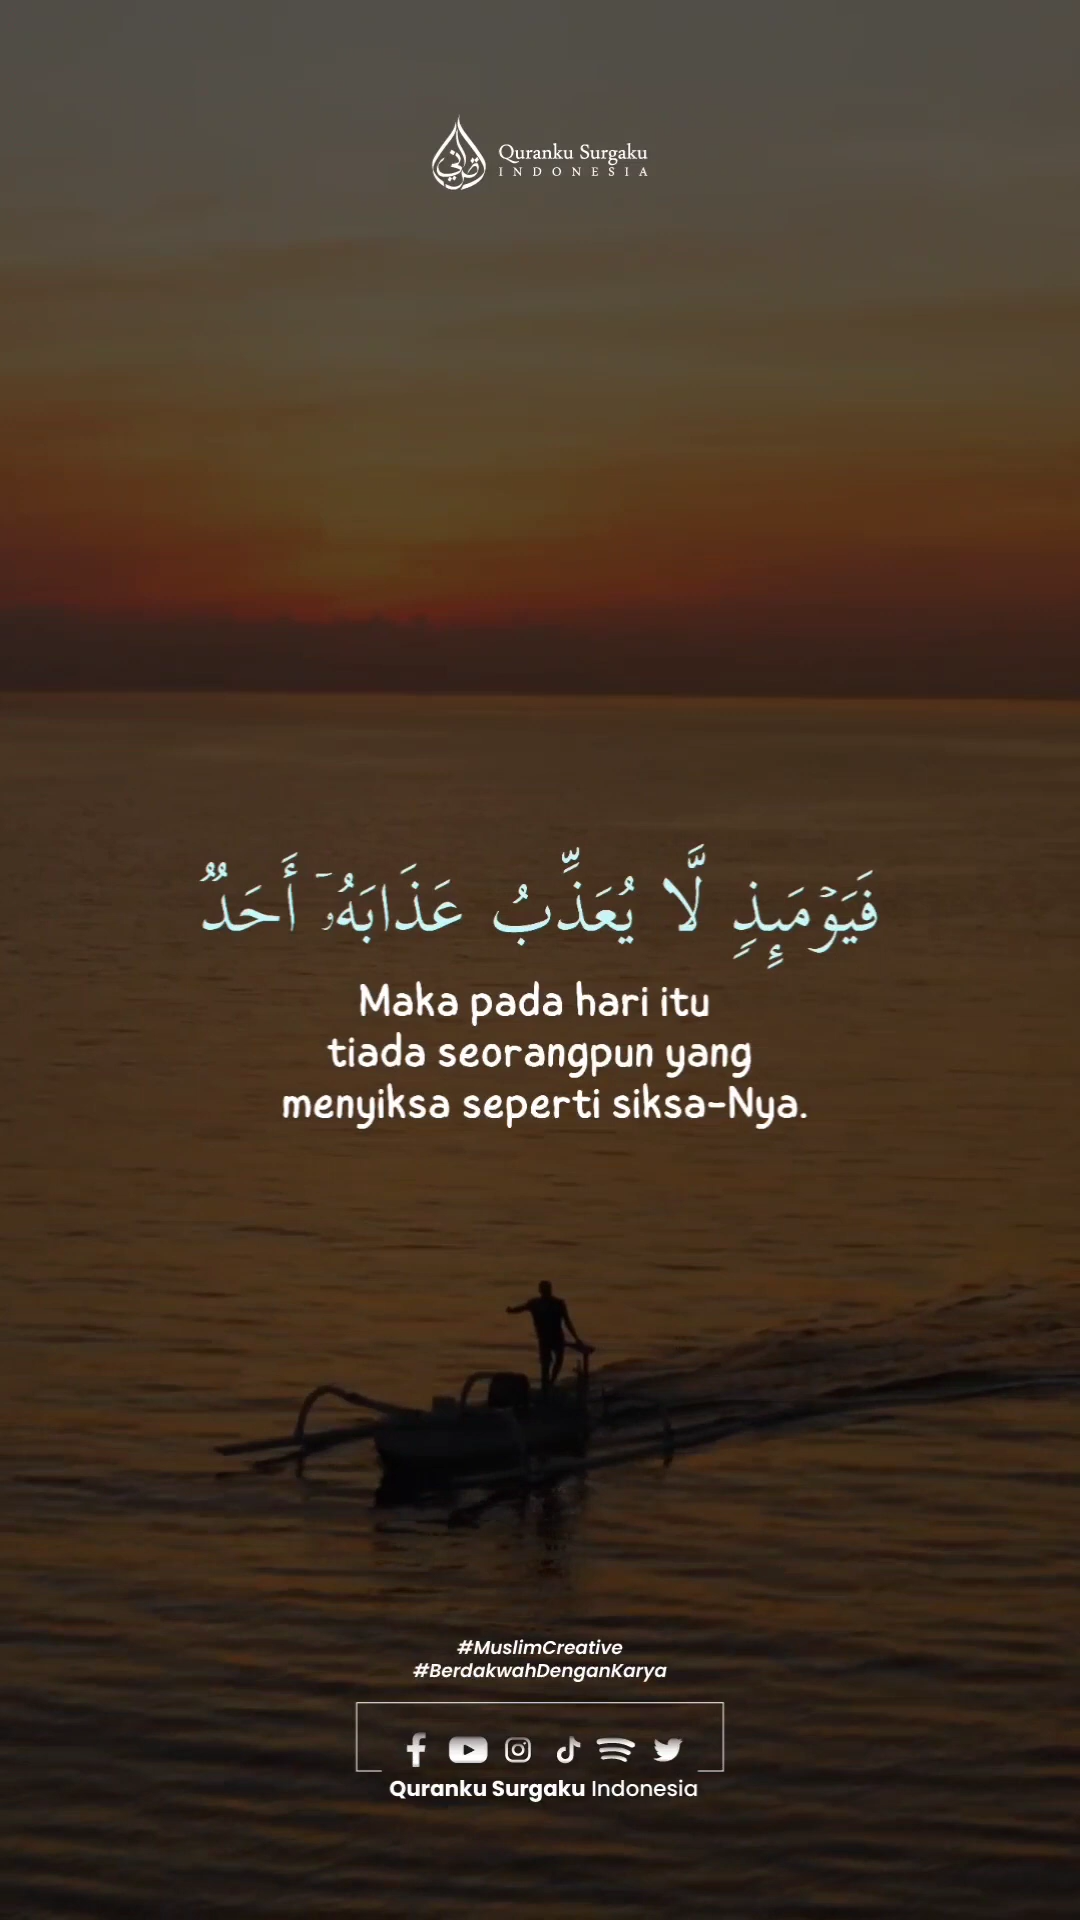 Quranku Surgaku
INDONESIA
فَيَوْمَئِذٍ لَّا يُعَذِّبُ عَذَابَهُۥٓ أَحَدٌ
Maka pada hari itu
tiada seorangpun yang
menyiksa seperti siksa-Nya.
#MuslimCreative
#BerdakwahDenganKarya
Quranku Surgaku Indonesia